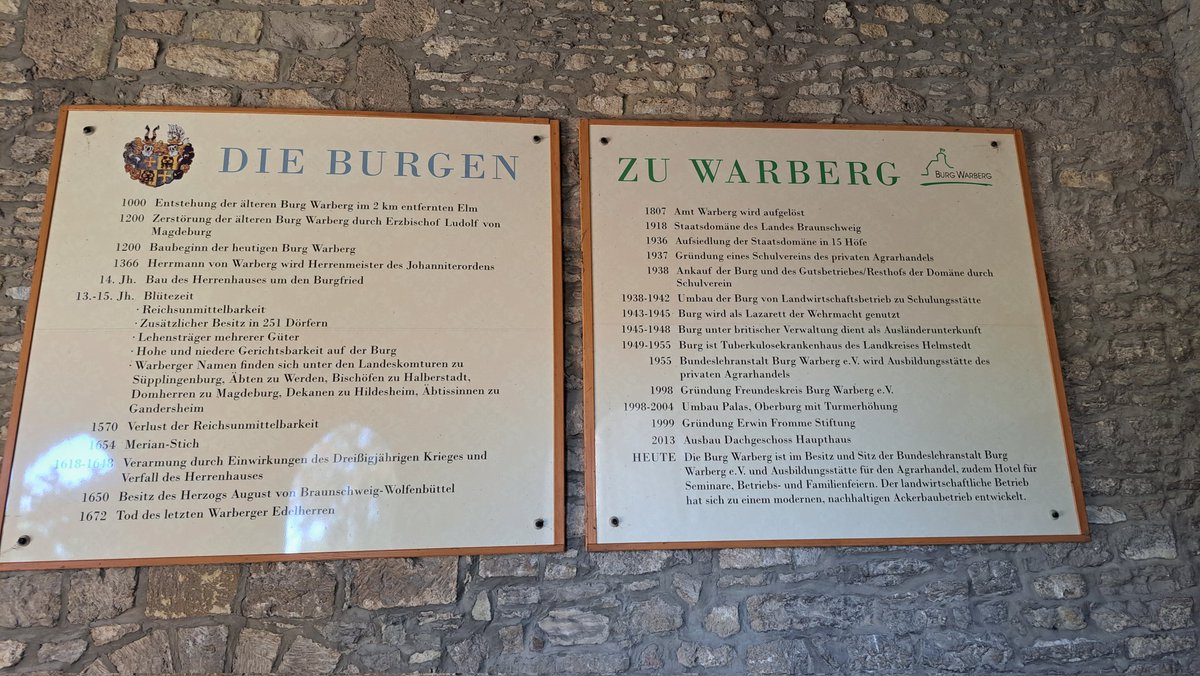 DIE BURGEN
1000 Entstehung der älteren Burg Warberg im 2 km entfernten Elm
1200 Zerstörung der älteren Burg Warberg durch Erzbischof Ludolf von
Magdeburg
1200 Baubeginn der heutigen Burg Warberg
1366 Herrmann von Warberg wird Herrenmeister des Johanniterordens
14. Jh. Bau des Herrenhauses um den Burgfried
13.-15. Jh. Blütezeit
· Reichsunmittelbarkeit
· Zusätzlicher Besitz in 251 Dörfern
· Lehensträger mehrerer Güter
· Hohe und niedere Gerichtsbarkeit auf der Burg
· Warberger Namen finden sich unter den Landeskomturen zu
Süpplingenburg, Äbten zu Werden, Bischöfen zu Halberstadt,
Domherren zu Magdeburg, Dekanen zu Hildesheim, Äbtissinnen zu
Gandersheim
1570 Verlust der Reichsunmittelbarkeit
1654 Merian-Stich
1618-1648 Verarmung durch Einwirkungen des Dreißigjährigen Krieges und
Verfall des Herrenhauses
1650 Besitz des Herzogs August von Braunschweig-Wolfenbüttel
1672 Tod des letzten Warberger Edelherren
ZU WARBERG
BURG WARBERG
1807 Amt Warberg wird aufgelöst
1918 Staatsdomäne des Landes Braunschweig
1936 Aufsiedlung der Staatsdomäne in 15 Höfe
1937 Gründung eines Schulvereins des privaten Agrarhandels
1938 Ankauf der Burg und des Gutsbetriebes/Resthofs der Domäne durch
Schulverein
1938-1942 Umbau der Burg von Landwirtschaftsbetrieb zu Schulungsstätte
1943-1945 Burg wird als Lazarett der Wehrmacht genutzt
1945-1948 Burg unter britischer Verwaltung dient als Ausländerunterkunft
1949-1955 Burg ist Tuberkulosekrankenhaus des Landkreises Helmstedt
1955 Bundeslehranstalt Burg Warberg e.V. wird Ausbildungsstätte des
privaten Agrarhandels
1998 Gründung Freundeskreis Burg Warberg e.V.
1998-2004 Umbau Palas, Oberburg mit Turmerhöhung
1999 Gründung Erwin Fromme Stiftung
2013 Ausbau Dachgeschoss Haupthaus
HEUTE Die Burg Warberg ist im Besitz und Sitz der Bundeslehranstalt Burg
Warberg e.V. und Ausbildungsstätte für den Agrarhandel, zudem Hotel für
Seminare, Betriebs- und Familienfeiern. Der landwirtschaftliche Betrieb
hat sich zu einem modernen, nachhaltigen Ackerbaubetrieb entwickelt.